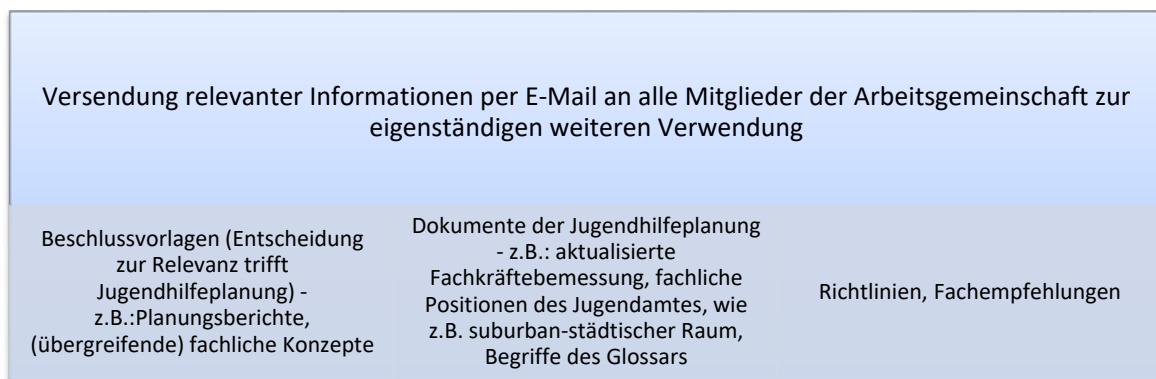 Versendung relevanter Informationen per E-Mail an alle Mitglieder der Arbeitsgemeinschaft zur
eigenständigen weiteren Verwendung
Beschlussvorlagen (Entscheidung
zur Relevanz trifft
Jugendhilfeplanung) -
z.B.:Planungsberichte,
(übergreifende) fachliche Konzepte
Dokumente der Jugendhilfeplanung
- z.B.: aktualisierte
Fachkräftebemessung, fachliche
Positionen des Jugendamtes, wie
z.B. suburban-städtischer Raum,
Begriffe des Glossars
Richtlinien, Fachempfehlungen